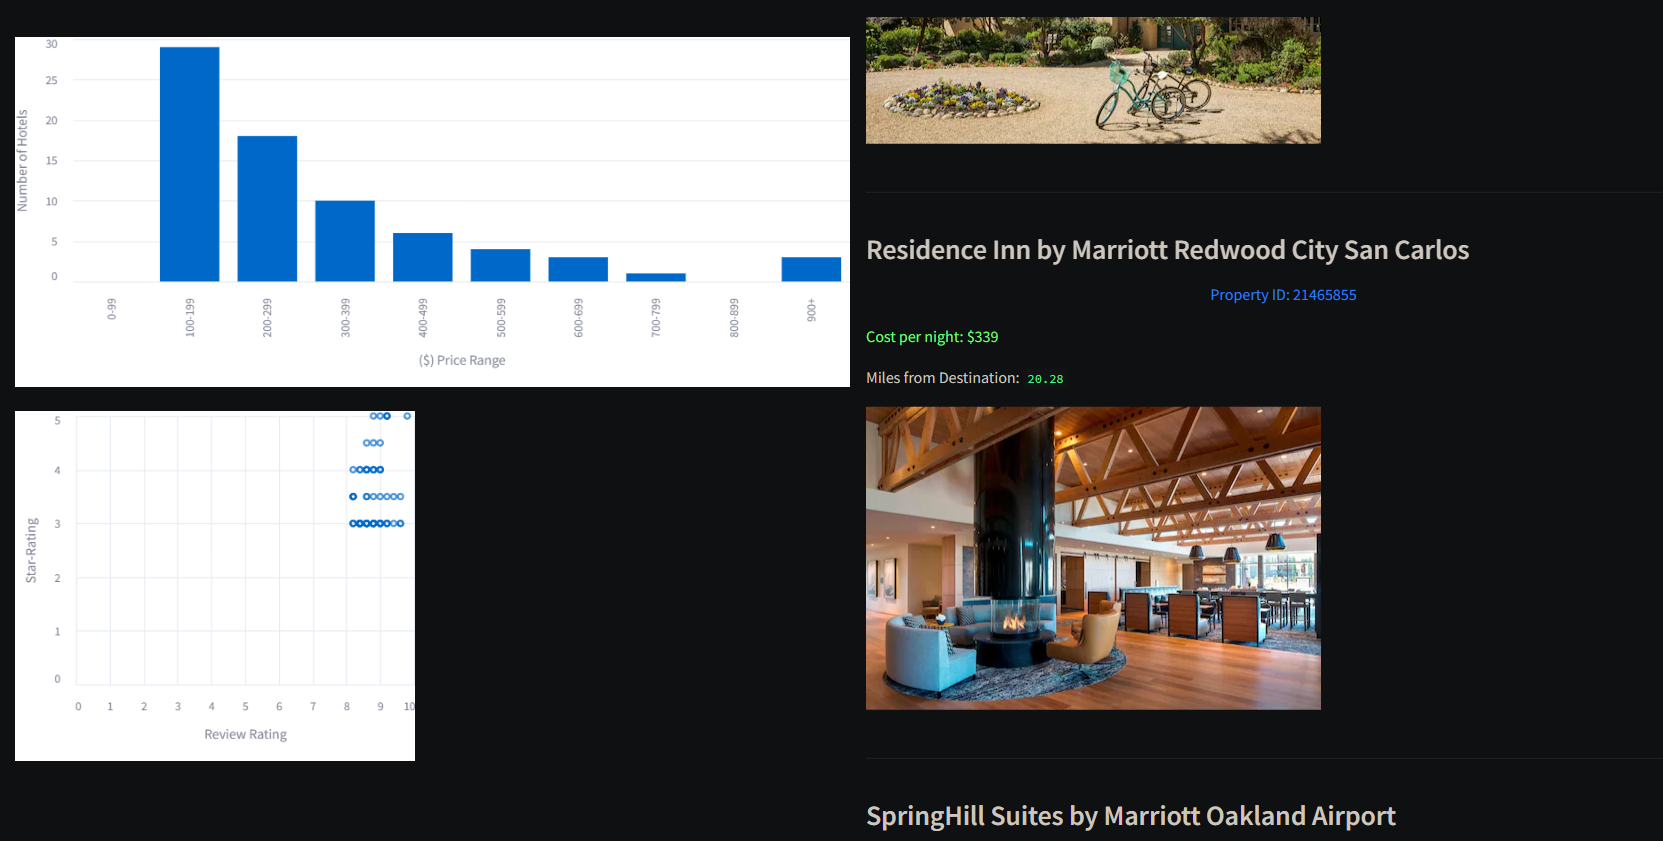 30
25
20
15
10
5
0
Number of Hotels
0-99
100-199
200-299
300-399
400-499
500-599
600-699
700-799
800-899
900+
($) Price Range
5
4
3
2
1
0
Star-Rating
0 1 2 3 4 5 6 7 8 9 10
Review Rating
Residence Inn by Marriott Redwood City San Carlos
Property ID: 21465855
Cost per night: $339
Miles from Destination: 20.28
SpringHill Suites by Marriott Oakland Airport